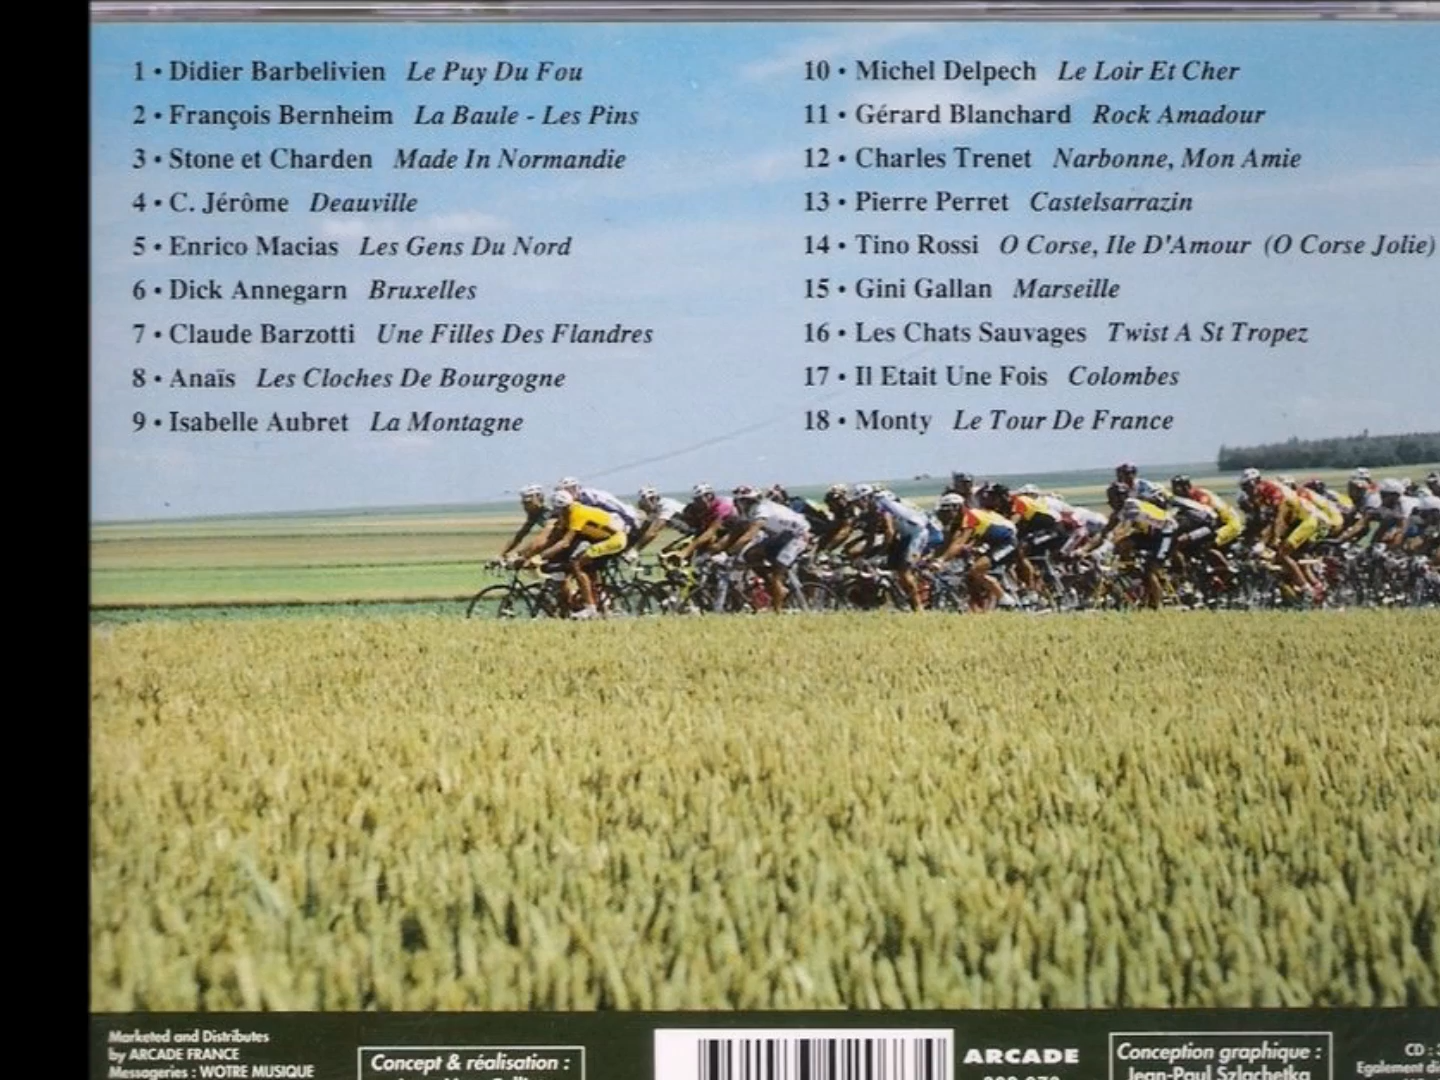 1 • Didier Barbelivien Le Puy Du Fou
2 • François Bernheim La Baule - Les Pins
3 • Stone et Charden Made In Normandie
4 • C. Jérôme Deauville
5 • Enrico Macias Les Gens Du Nord
6 • Dick Annegarn Bruxelles
7 • Claude Barzotti Une Filles Des Flandres
8 • Anaïs Les Cloches De Bourgogne
9 • Isabelle Aubret La Montagne
10 • Michel Delpech Le Loir Et Cher
11 • Gérard Blanchard Rock Amadour
12 • Charles Trenet Narbonne, Mon Amie
13 • Pierre Perret Castelsarrazin
14 • Tino Rossi O Corse, Ile D'Amour (O Corse Jolie)
15 • Gini Gallan Marseille
16 • Les Chats Sauvages Twist A St Tropez
17 • Il Etait Une Fois Colombes
18 • Monty Le Tour De France
Marketed and Distributes
by ARCADE FRANCE
Messageries : WOTRE MUSIQUE
Concept & réalisation :
ARCADE
Conception graphique :
Jean-Paul Szlachetka
CD :
Egalement